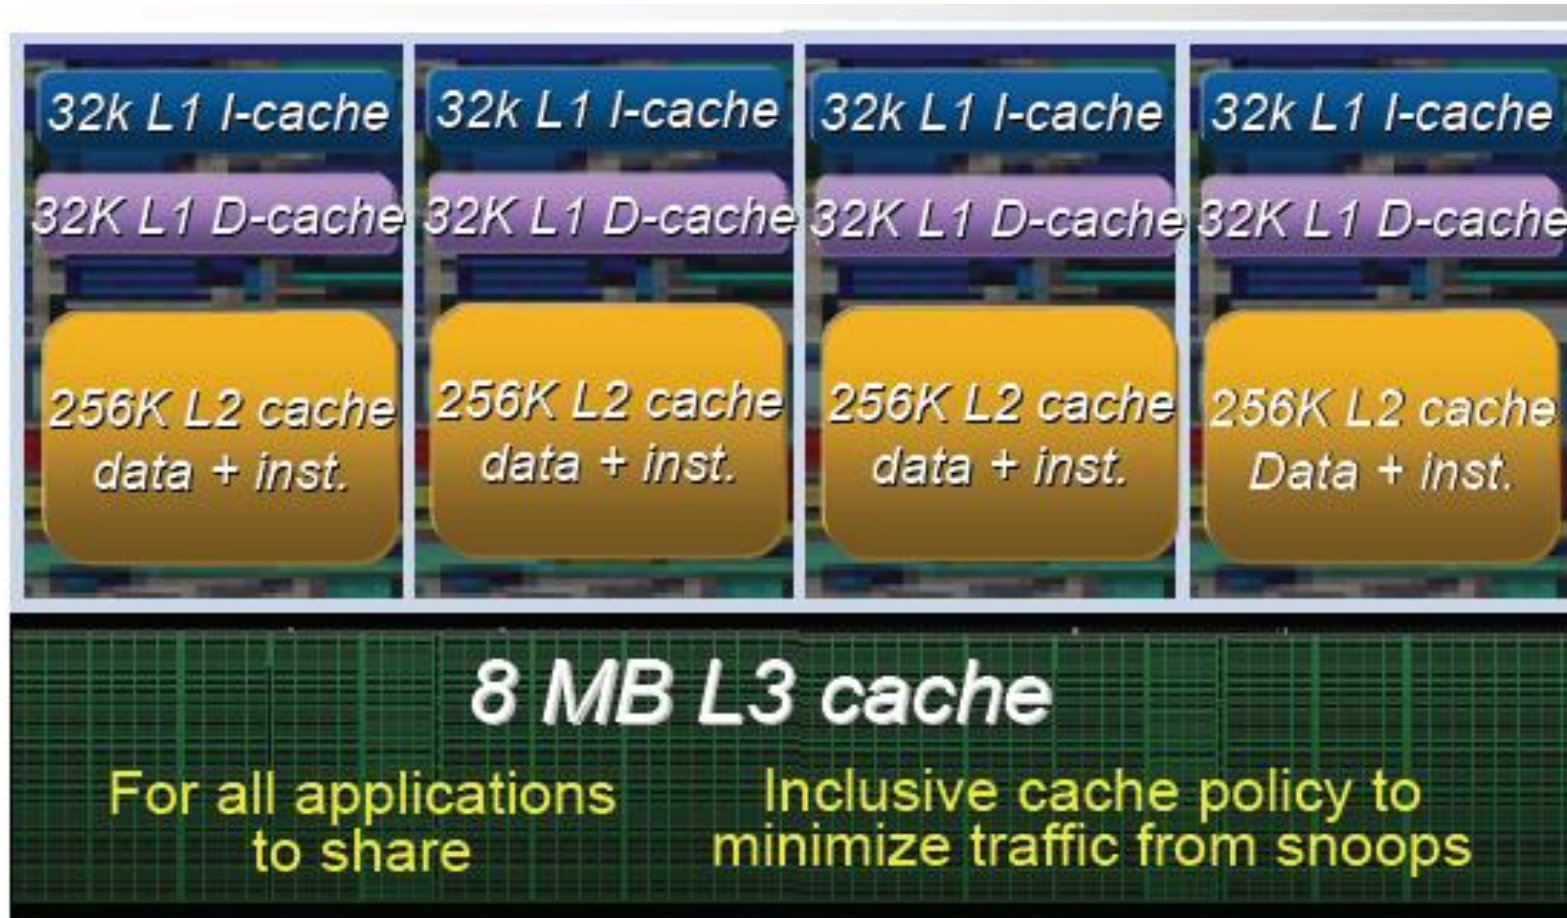 32k L1 I-cache
32k L1 I-cache
32k L1 I-cache
32k L1 I-cache
32K L1 D-cache
32K L1 D-cache
32K L1 D-cache
32K L1 D-cache
256K L2 cache
data + inst.
256K L2 cache
data + inst.
256K L2 cache
data + inst.
256K L2 cache
Data + inst.
8 MB L3 cache
For all applications
to share
Inclusive cache policy to
minimize traffic from snoops